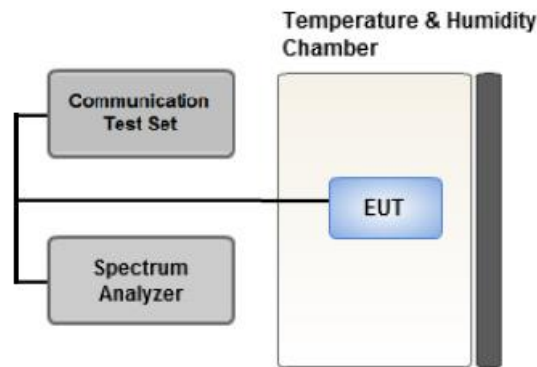 Temperature & Humidity
Chamber
Communication
Test Set
EUT
Spectrum
Analyzer